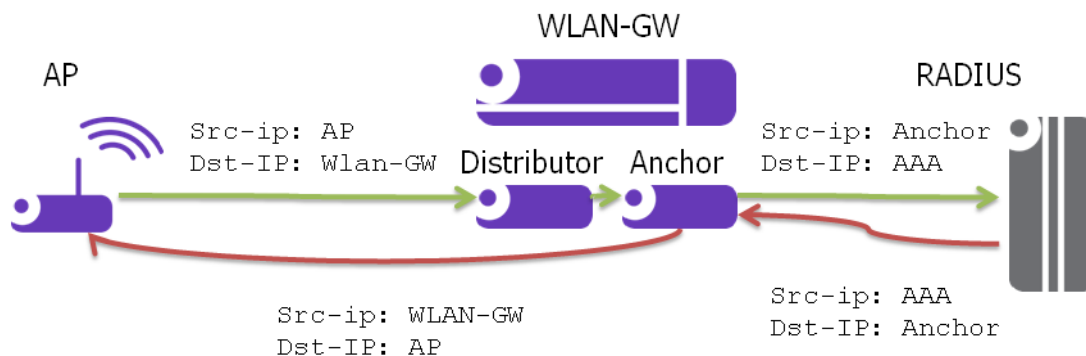 WLAN-GW
AP
RADIUS
Src-ip: AP
Dst-IP: Wlan-GW
Distributor
Anchor
Src-ip: Anchor
Dst-IP: AAA
Src-ip: WLAN-GW
Dst-IP: AP
Src-ip: AAA
Dst-IP: Anchor